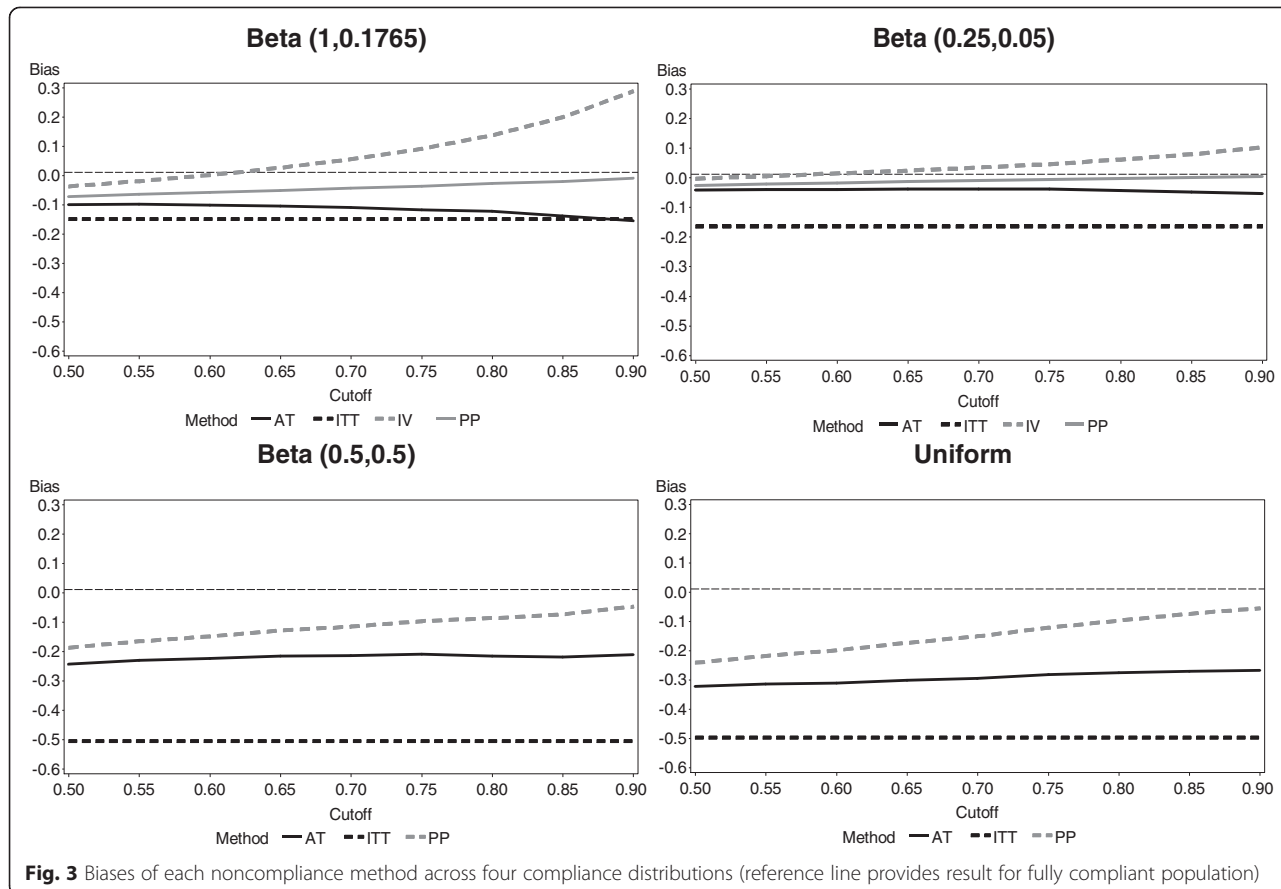 Beta (1,0.1765)
Bias
0.3
0.2
0.1
0.0
-0.1
-0.2
-0.3
-0.4
-0.5
-0.6
0.50 0.55 0.60 0.65 0.70 0.75 0.80 0.85 0.90
Cutoff
Method AT ITT IV PP
Beta (0.25,0.05)
Bias
0.3
0.2
0.1
0.0
-0.1
-0.2
-0.3
-0.4
-0.5
-0.6
0.50 0.55 0.60 0.65 0.70 0.75 0.80 0.85 0.90
Cutoff
Method AT ITT IV PP
Beta (0.5,0.5)
Bias
0.3
0.2
0.1
0.0
-0.1
-0.2
-0.3
-0.4
-0.5
-0.6
0.50 0.55 0.60 0.65 0.70 0.75 0.80 0.85 0.90
Cutoff
Method AT ITT PP
Uniform
Bias
0.3
0.2
0.1
0.0
-0.1
-0.2
-0.3
-0.4
-0.5
-0.6
0.50 0.55 0.60 0.65 0.70 0.75 0.80 0.85 0.90
Cutoff
Method AT ITT PP
Fig. 3 Biases of each noncompliance method across four compliance distributions (reference line provides result for fully compliant population)